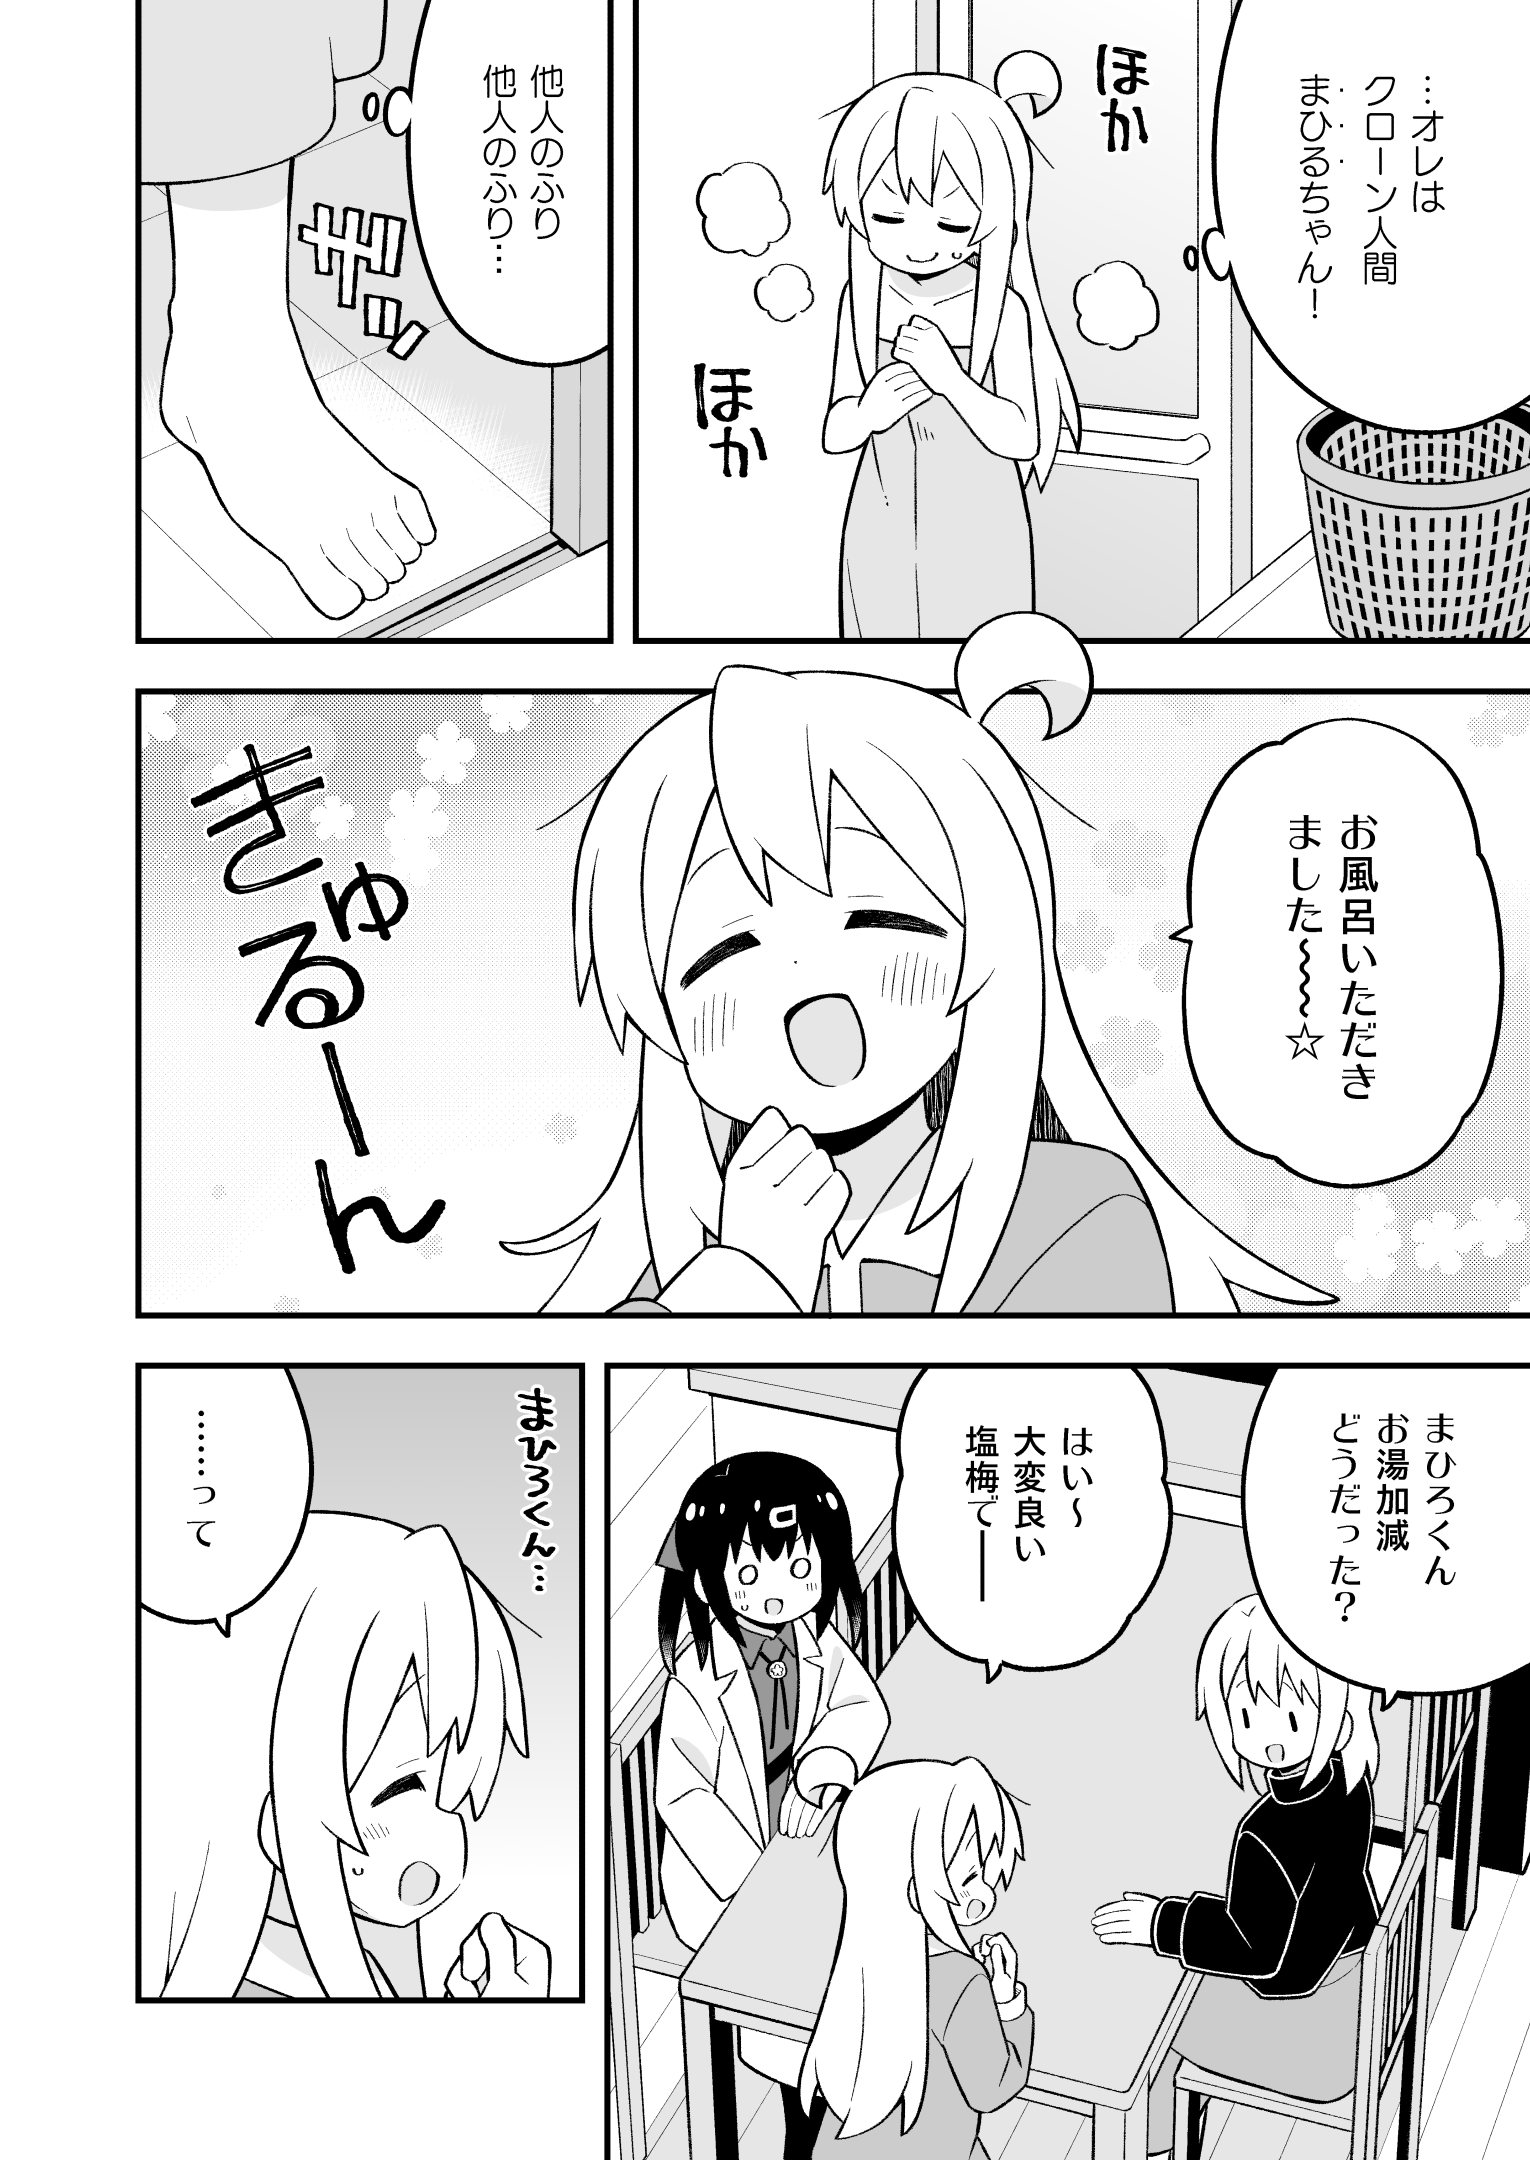 …オレは
クローン人間
まひるちゃん！
ほか
ほか
他人のふり
他人のふり…
ギシッ
お風呂いただき
ました～～～☆
きゅるーん
まひろくん
お湯加減
どうだった？
はい～
大変良い
塩梅で――
まひろくん…
……って